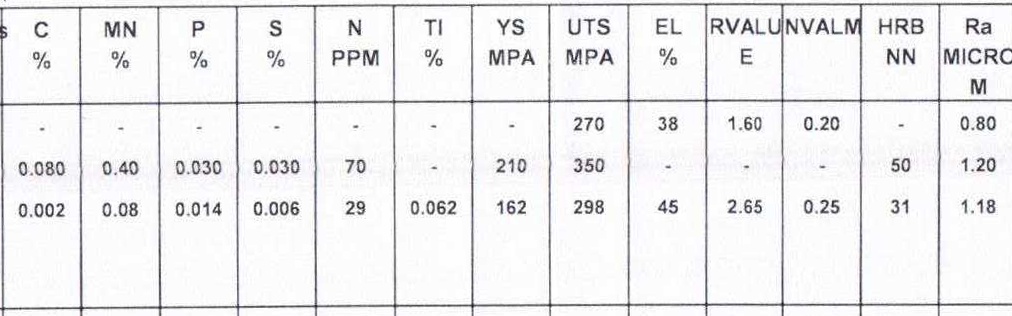 s C MN P S N TI YS UTS EL RVALU NVALM HRB Ra
% % % % PPM % MPA MPA % E NN MICRO
M
- - - - - - - 270 38 1.60 0.20 - 0.80
0.080 0.40 0.030 0.030 70 - 210 350 - - - 50 1.20
0.002 0.08 0.014 0.006 29 0.062 162 298 45 2.65 0.25 31 1.18